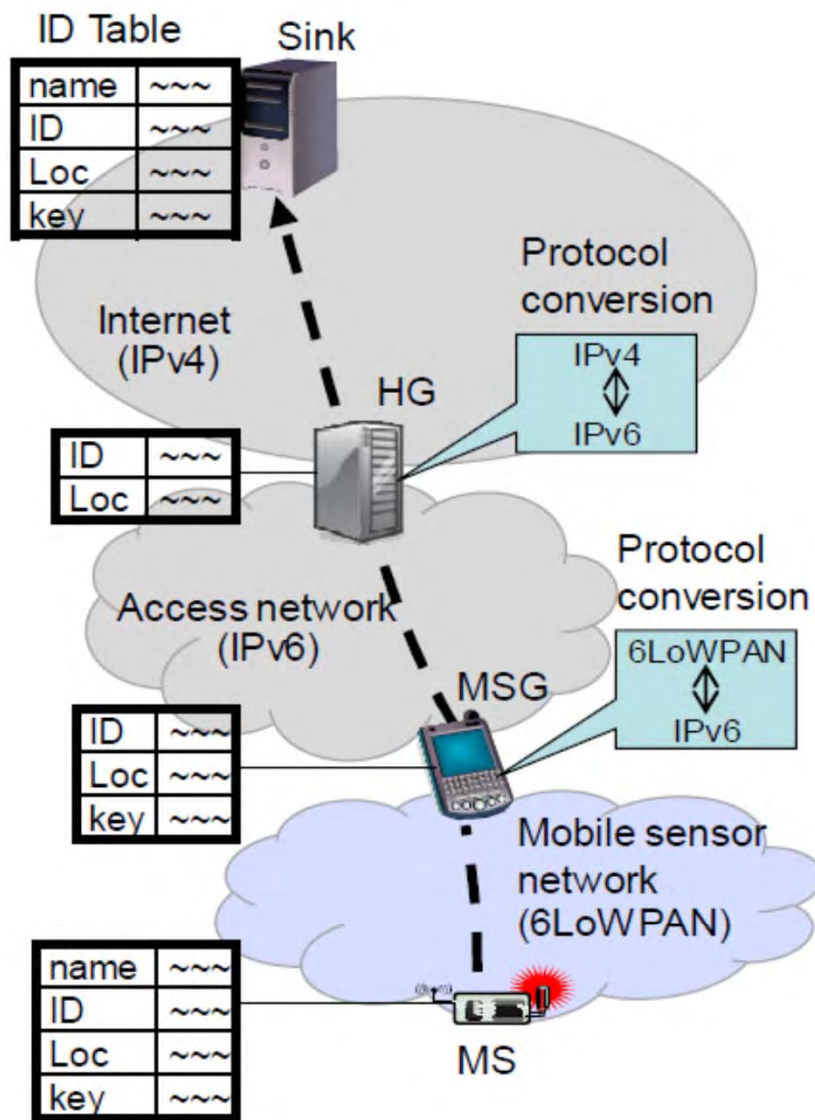 ID Table
Sink
name ~~~
ID ~~~
Loc ~~~
key ~~~
Protocol
conversion
Internet
(IPv4)
IPv4
IPv6
HG
ID ~~~
Loc ~~~
Protocol
conversion
Access network
(IPv6)
6LoWPAN
IPv6
MSG
ID ~~~
Loc ~~~
key ~~~
Mobile sensor
network
(6LoWPAN)
name ~~~
ID ~~~
Loc ~~~
key ~~~
MS